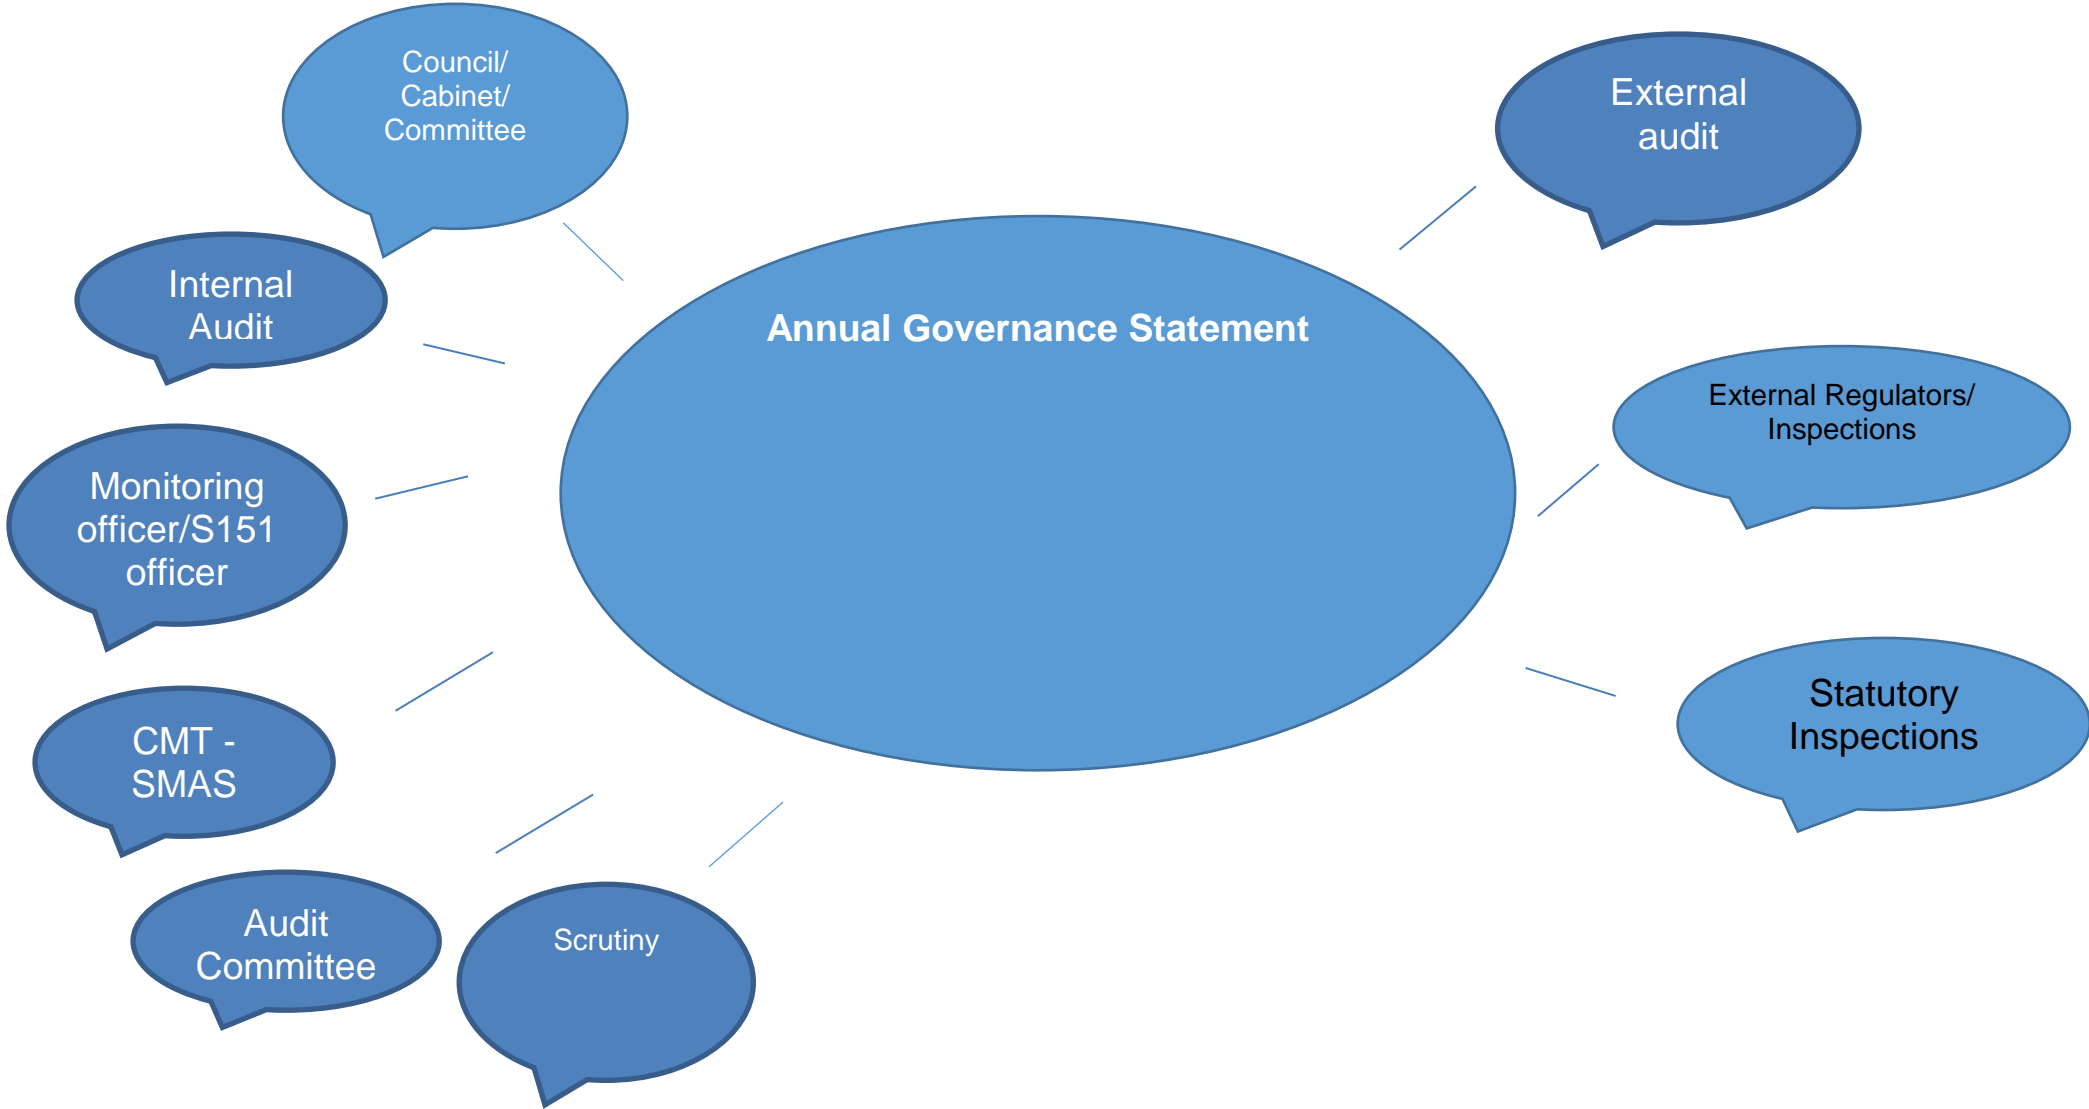 Council/
Cabinet/
Committee
External
audit
Internal
Audit
Annual Governance Statement
External Regulators/
Inspections
Monitoring
officer/S151
officer
Statutory
Inspections
CMT -
SMAS
Audit
Committee
Scrutiny